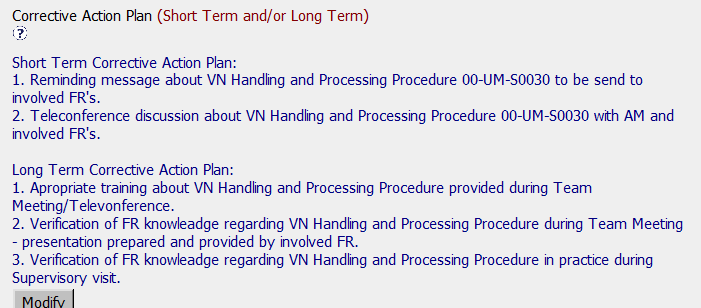 Corrective Action Plan (Short Term and/or Long Term)
?
Short Term Corrective Action Plan:
1. Reminding message about VN Handling and Processing Procedure 00-UM-S0030 to be send to
involved FR's.
2. Teleconference discussion about VN Handling and Processing Procedure 00-UM-S0030 with AM and
involved FR's.
Long Term Corrective Action Plan:
1. Apropriate training about VN Handling and Processing Procedure provided during Team
Meeting/Televonference.
2. Verification of FR knowleadge regarding VN Handling and Processing Procedure during Team Meeting
- presentation prepared and provided by involved FR.
3. Verification of FR knowleadge regarding VN Handling and Processing Procedure in practice during
Supervisory visit.
Modify